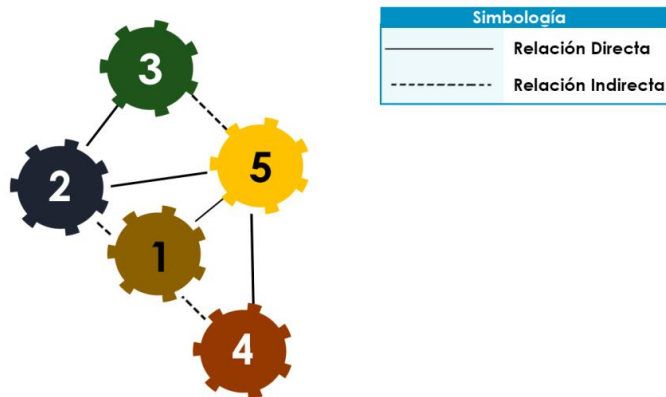 Simbología
Relación Directa
Relación Indirecta
3
5
2
1
4